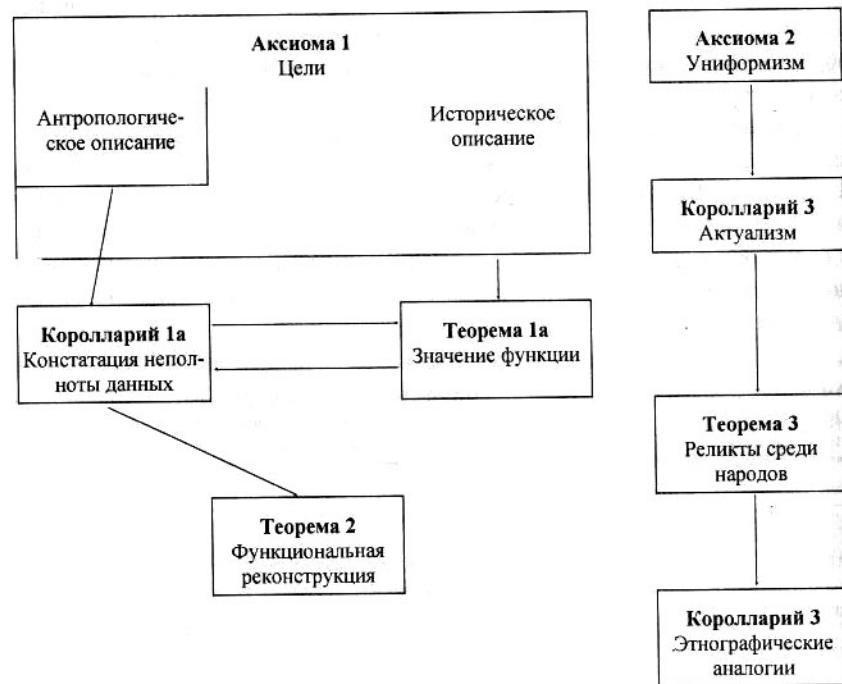 Аксиома 1
Цели
Антропологиче-
ское описание
Историческое
описание
Королларий 1а
Констатация непол-
ноты данных
Теорема 1а
Значение функции
Теорема 2
Функциональная
реконструкция
Аксиома 2
Униформизм
Королларий 3
Актуализм
Теорема 3
Реликты среди
народов
Королларий 3
Этнографические
аналогии